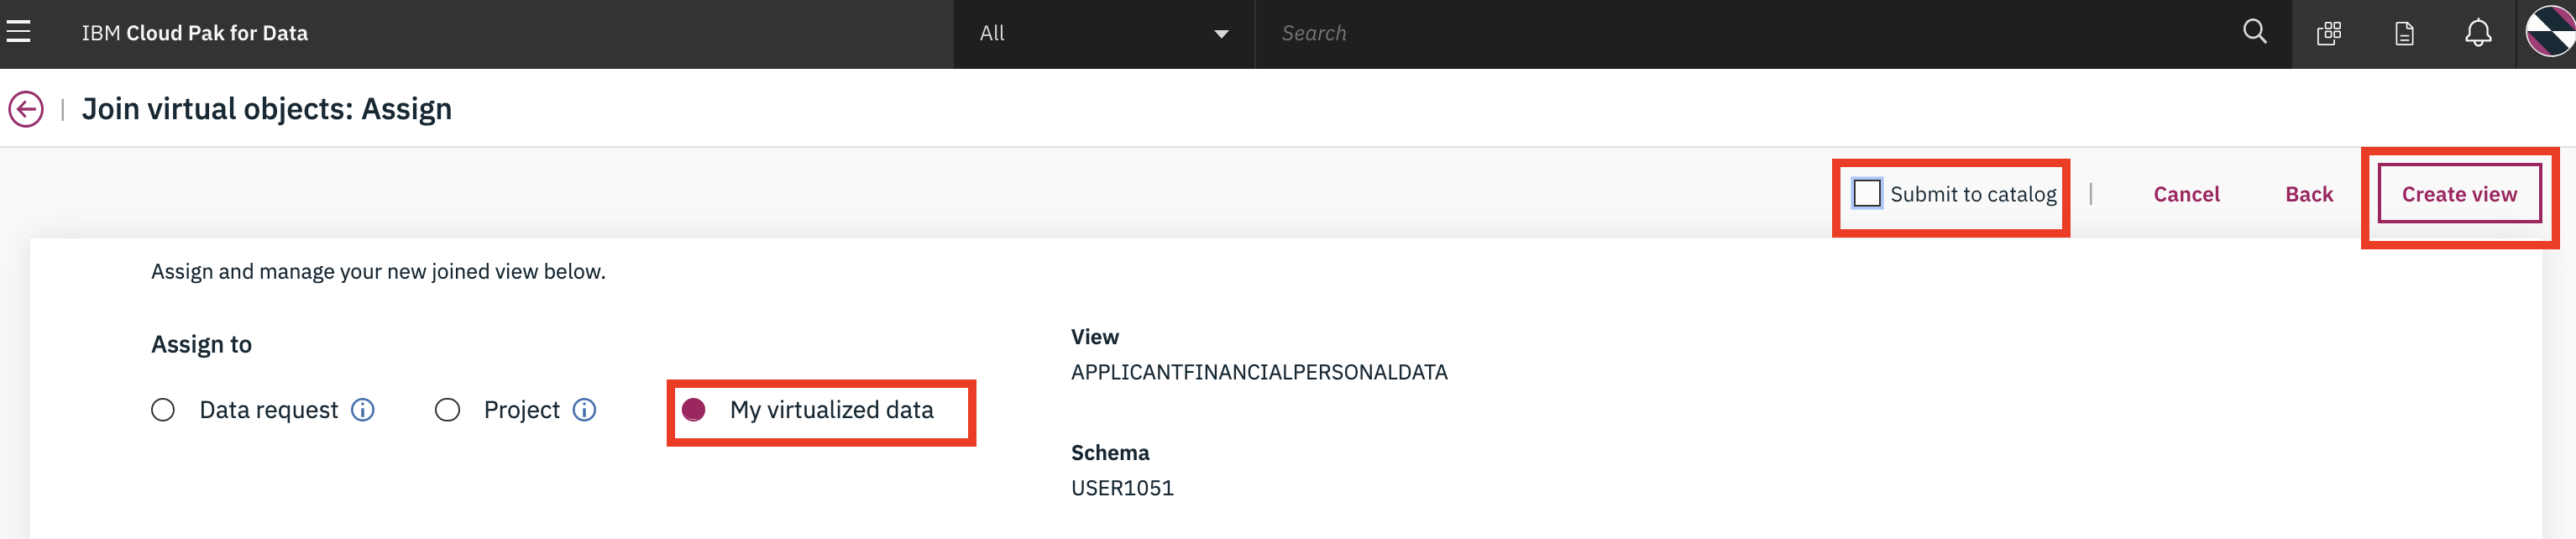 IBM Cloud Pak for Data
All
Search
Join virtual objects: Assign
Submit to catalog
Cancel
Back
Create view
Assign and manage your new joined view below.
Assign to
Data request
Project
My virtualized data
View
APPLICANTFINANCIALPERSONALDATA
Schema
USER1051